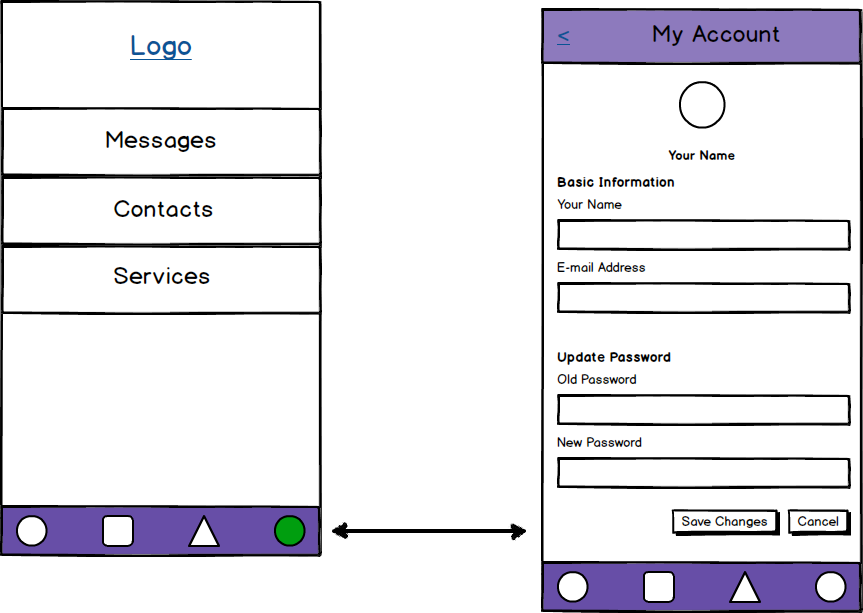 Logo
Messages
Contacts
Services
<
My Account
Your Name
Basic Information
Your Name
E-mail Address
Update Password
Old Password
New Password
Save Changes
Cancel